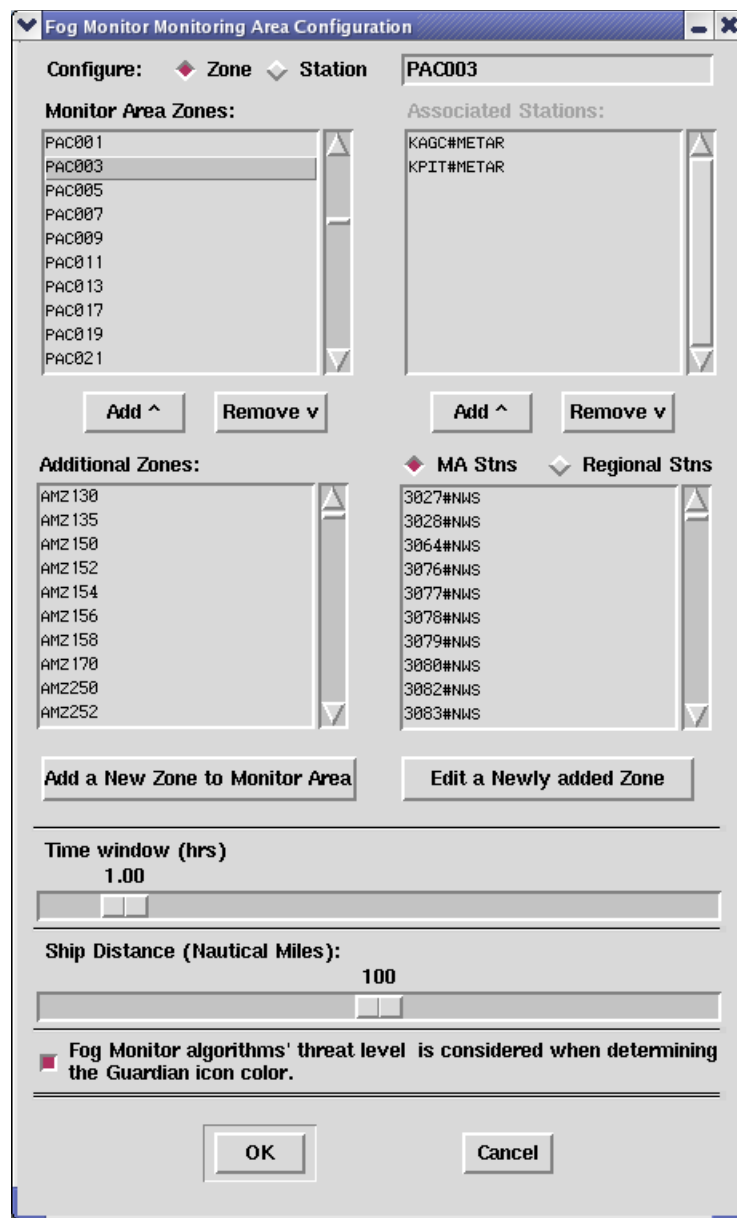 Fog Monitor Monitoring Area Configuration
Configure: Zone Station PAC003
Monitor Area Zones: Associated Stations:
PAC001 KAGC#METAR
PAC003 KPIT#METAR
PAC005
PAC007
PAC009
PAC011
PAC013
PAC017
PAC019
PAC021
Add ^ Remove v Add ^ Remove v
Additional Zones: MA Stns Regional Stns
AMZ130 3027#NWS
AMZ135 3028#NWS
AMZ150 3064#NWS
AMZ152 3076#NWS
AMZ154 3077#NWS
AMZ156 3078#NWS
AMZ158 3079#NWS
AMZ170 3080#NWS
AMZ250 3082#NWS
AMZ252 3083#NWS
Add a New Zone to Monitor Area Edit a Newly added Zone
Time window (hrs)
1.00
Ship Distance (Nautical Miles):
100
Fog Monitor algorithms' threat level is considered when determining
the Guardian icon color.
OK Cancel